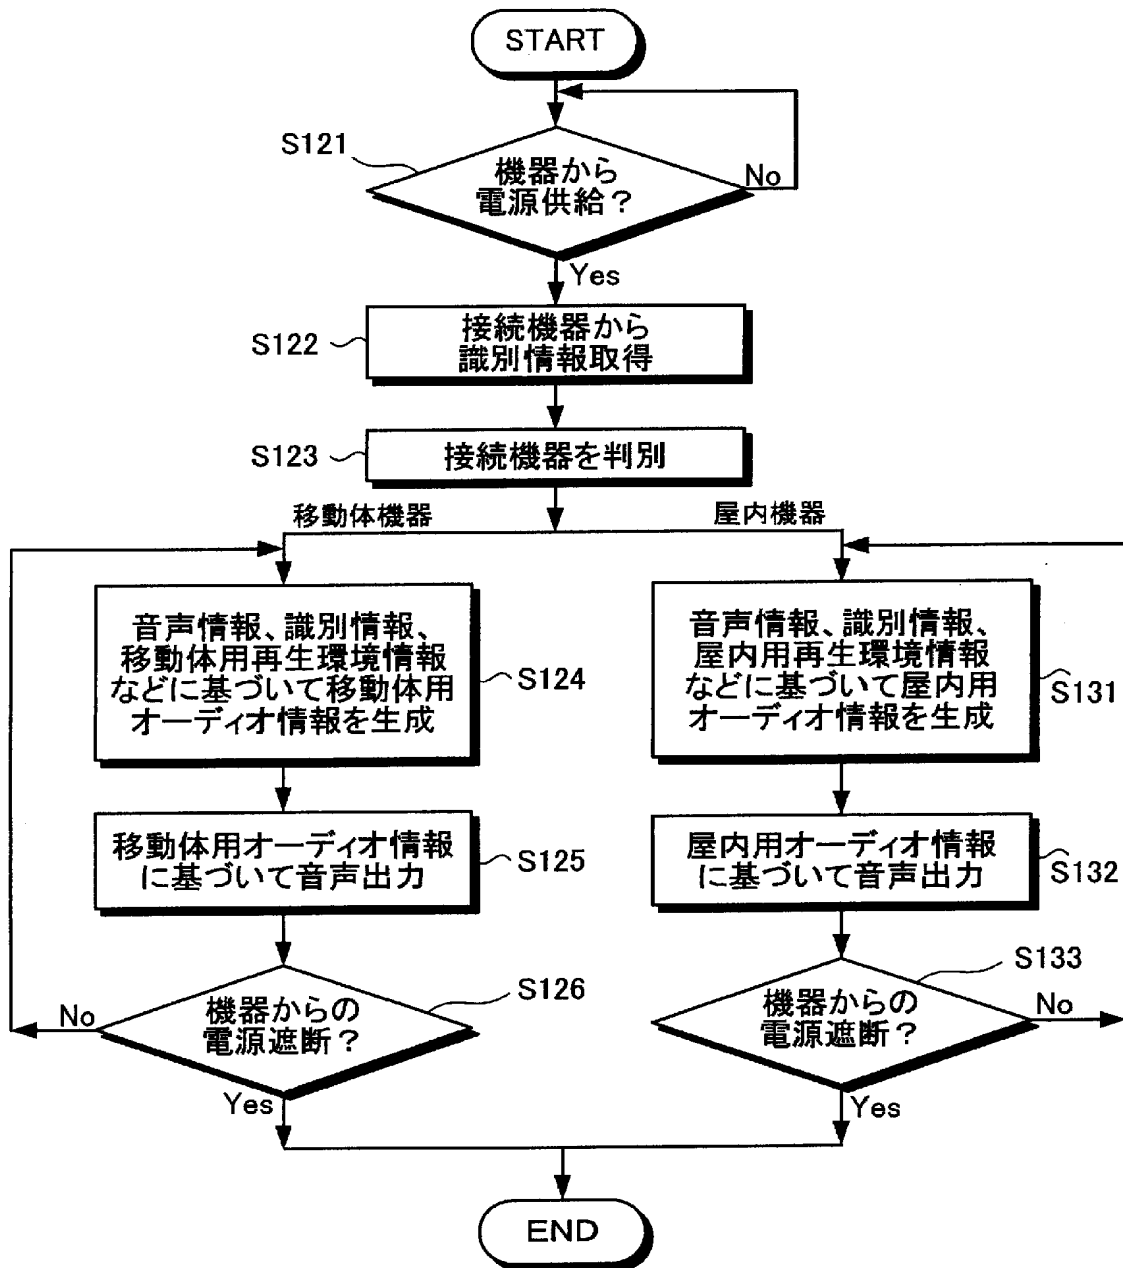 START
S121
機器から
電源供給？
No
Yes
S122
接続機器から
識別情報取得
S123
接続機器を判別
移動体機器
屋内機器
音声情報、識別情報、
移動体用再生環境情報
などに基づいて移動体用
オーディオ情報を生成
S124
移動体用オーディオ情報
に基づいて音声出力
S125
機器からの
電源遮断？
S126
No
Yes
音声情報、識別情報、
屋内用再生環境情報
などに基づいて屋内用
オーディオ情報を生成
S131
屋内用オーディオ情報
に基づいて音声出力
S132
機器からの
電源遮断？
S133
No
Yes
END